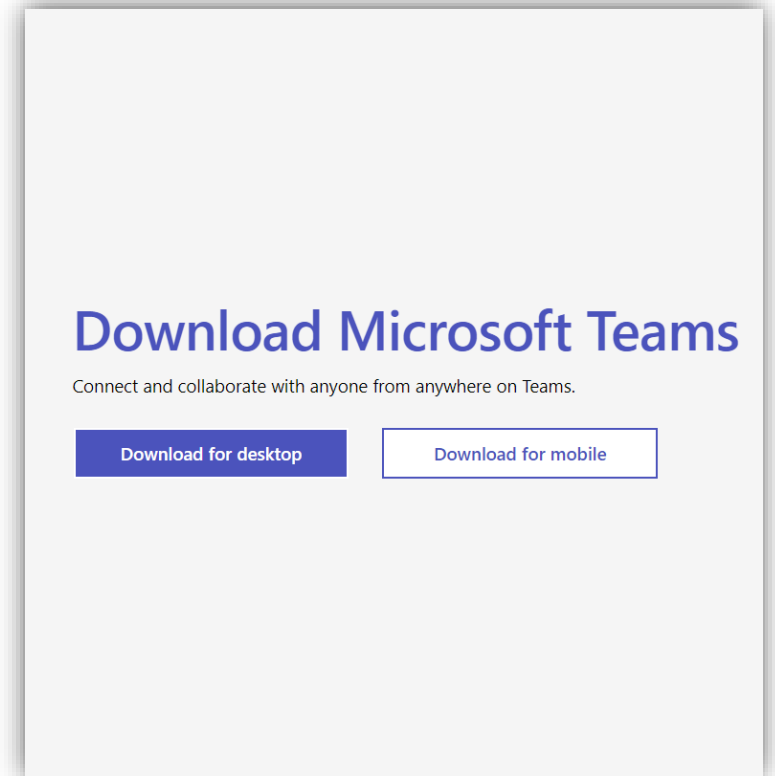 Download Microsoft Teams
Connect and collaborate with anyone from anywhere on Teams.
Download for desktop
Download for mobile